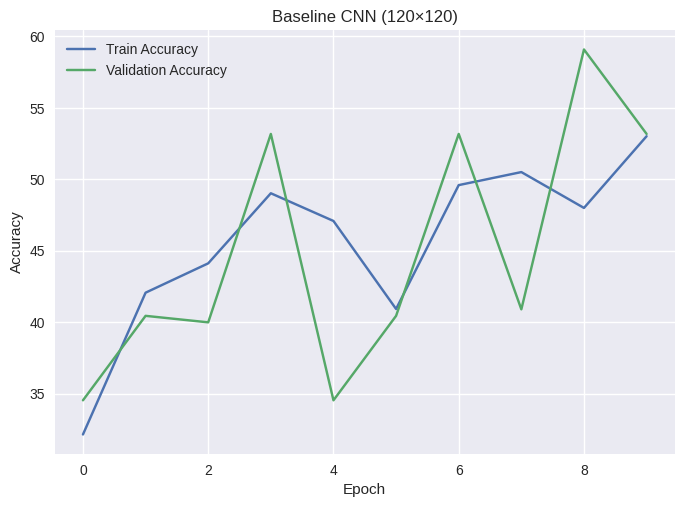 Baseline CNN (120×120)
Train Accuracy
Validation Accuracy
60
55
50
45
40
35
Accuracy
0 2 4 6 8
Epoch